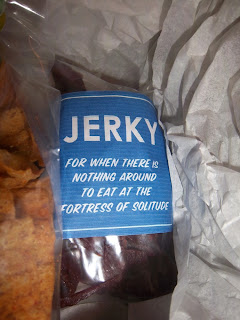 JERKY
FOR WHEN THERE IS
NOTHING AROUND
TO EAT AT THE
FORTRESS OF SOLITUDE